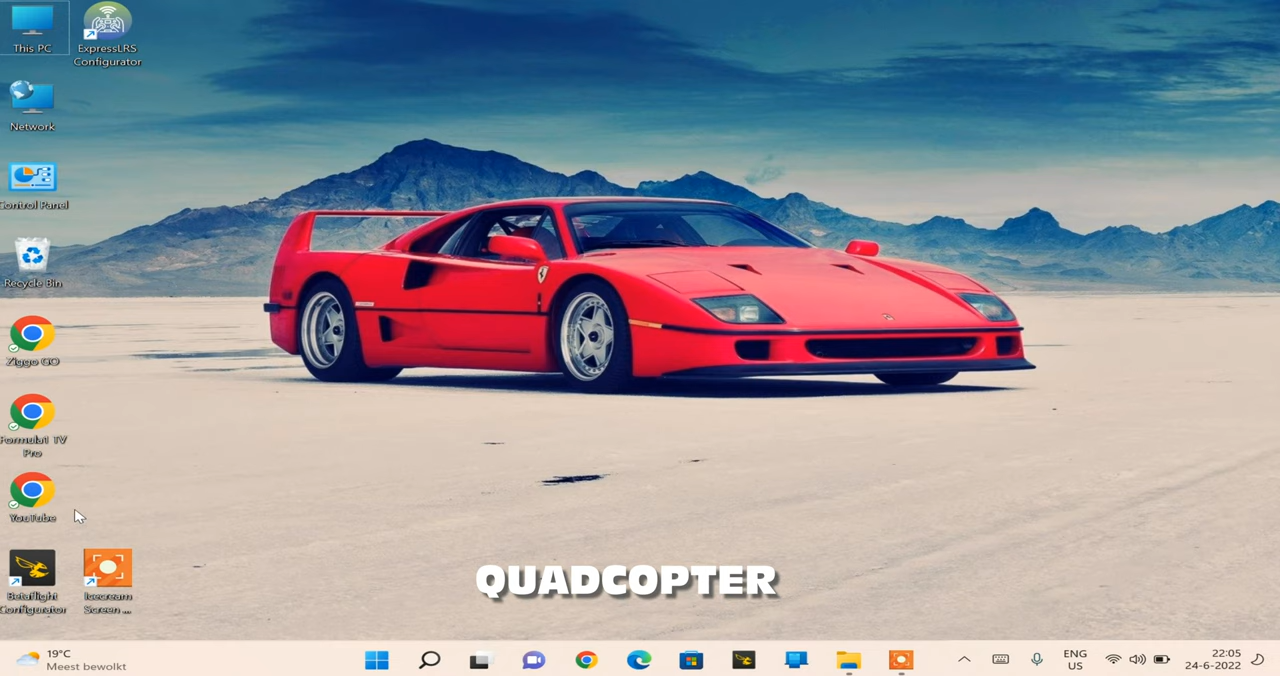 This PC
ExpressLRS
Configurator
Network
Control Panel
Recycle Bin
Ziggo GO
Formula1 TV
Pro
YouTube
Betaflight
Configurator
Icecream
Screen ...
QUADCOPTER
19°C
Meest bewolkt
ENG
US
22:05
24-6-2022